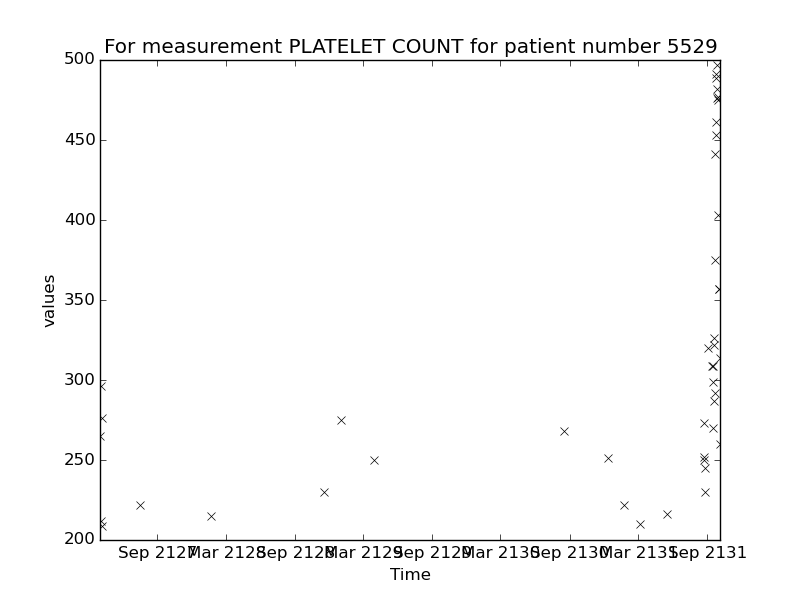 For measurement PLATELET COUNT for patient number 5529
500
450
400
350
300
250
200
values
Sep 2127 Mar 2128 Sep 2128 Mar 2129 Sep 2129 Mar 2130 Sep 2130 Mar 2131 Sep 2131
Time